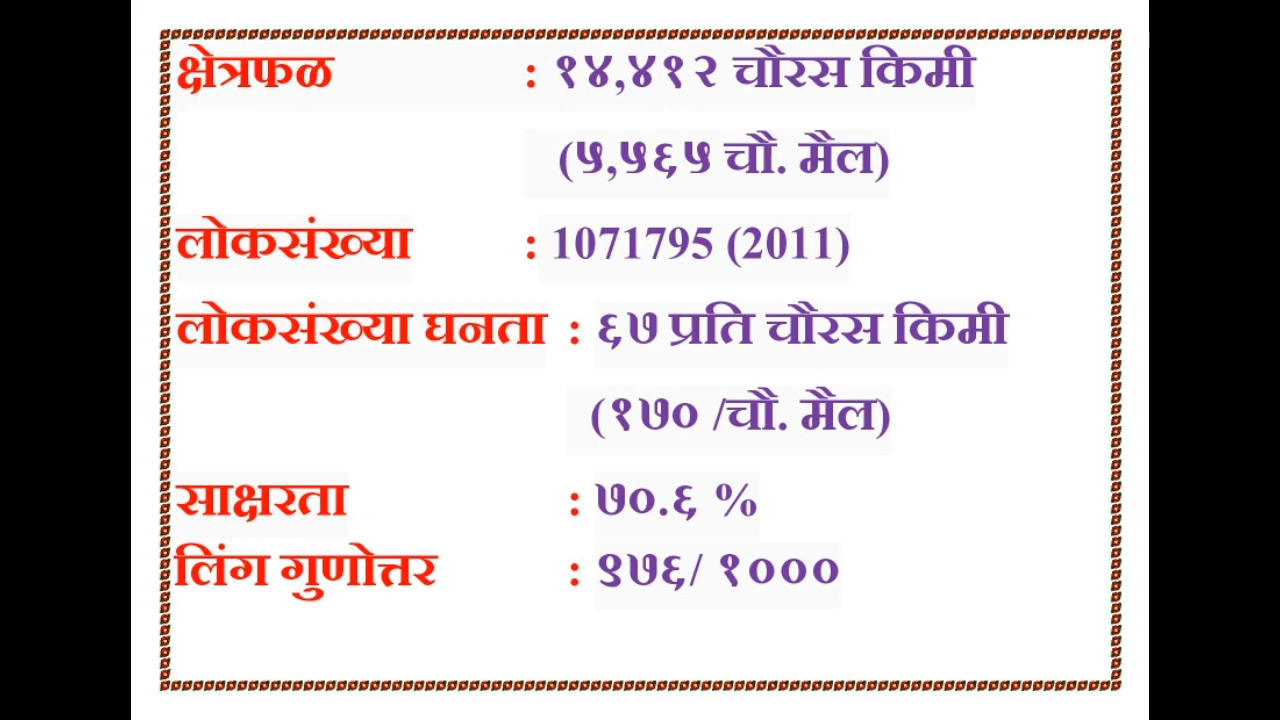 क्षेत्रफळ : १४,४१२ चौरस किमी
(५,५६५ चौ. मैल)
लोकसंख्या : 1071795 (2011)
लोकसंख्या घनता : ६७ प्रति चौरस किमी
(१७० /चौ. मैल)
साक्षरता : ७०.६ %
लिंग गुणोत्तर : ९७६/ १०००